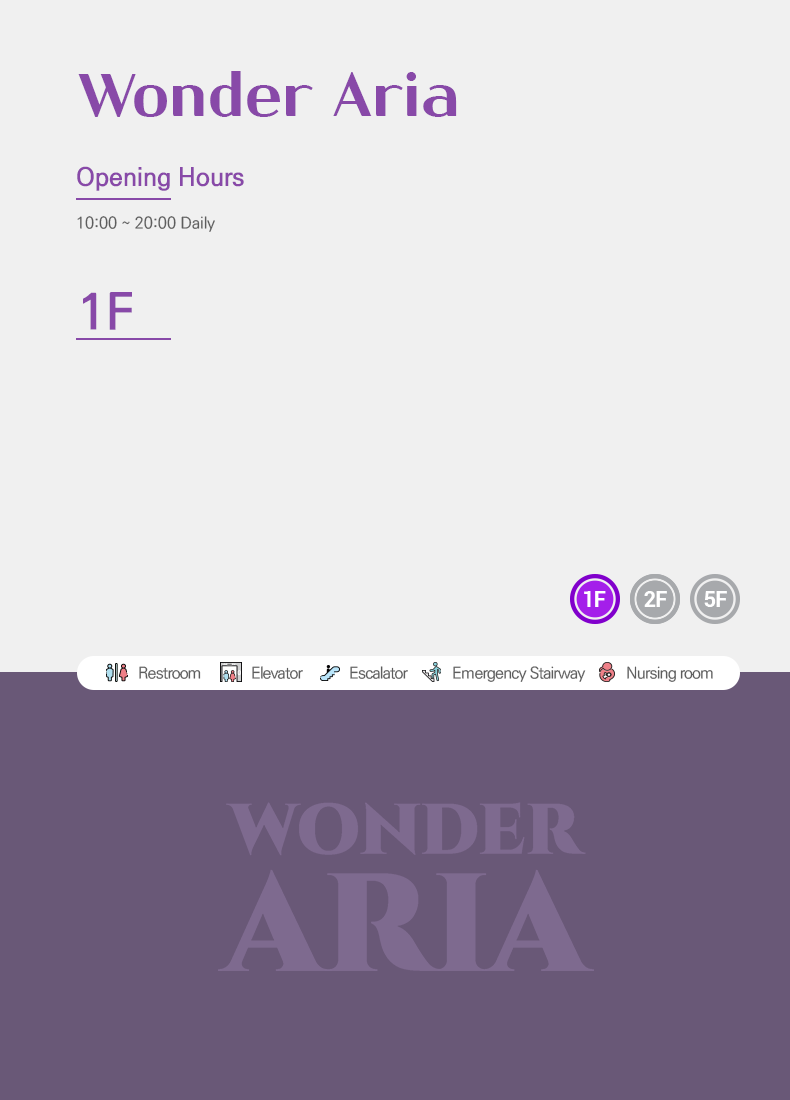 Wonder Aria
Opening Hours
10:00 ~ 20:00 Daily
1F
1F 2F 5F
Restroom Elevator Escalator Emergency Stairway Nursing room
WONDER
ARIA